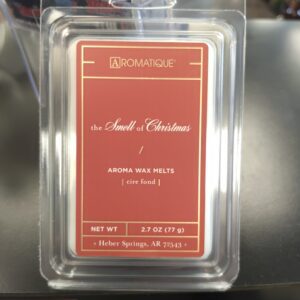 AROMATIQUE®
the Smell of Christmas
/
AROMA WAX MELTS
[ cire fond ]
NET WT 2.7 OZ (77 g)
• Heber Springs, AR 72543 •